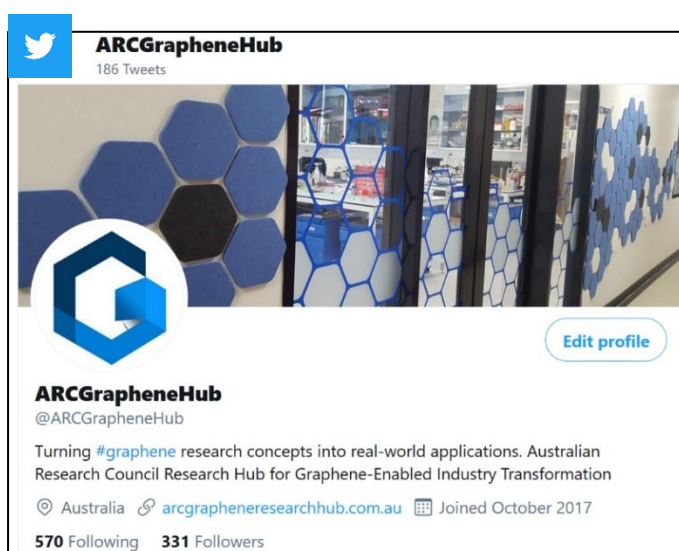 ARCGrapheneHub
186 Tweets
Edit profile
ARCGrapheneHub
@ARCGrapheneHub
Turning #graphene research concepts into real-world applications. Australian
Research Council Research Hub for Graphene-Enabled Industry Transformation
Australia arcgrapheneresearchhub.com.au Joined October 2017
570 Following 331 Followers